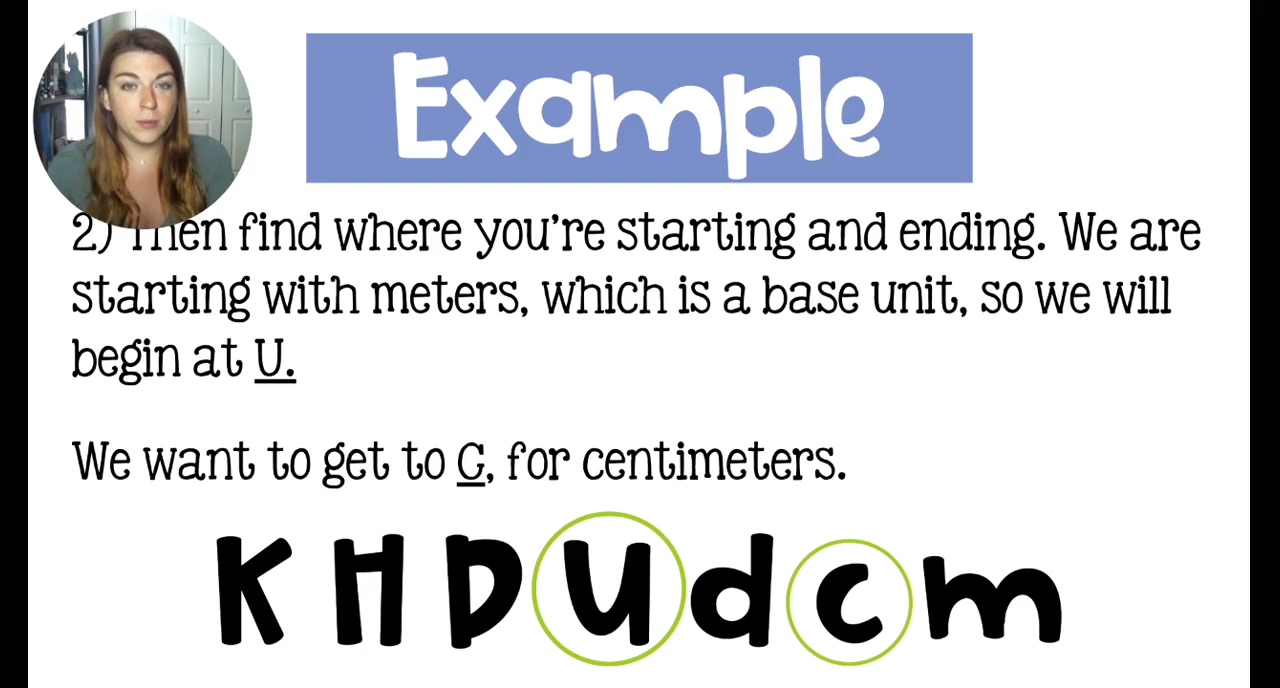 Example
2) Then find where you're starting and ending. We are
starting with meters, which is a base unit, so we will
begin at U.
We want to get to C, for centimeters.
K H D U d c m